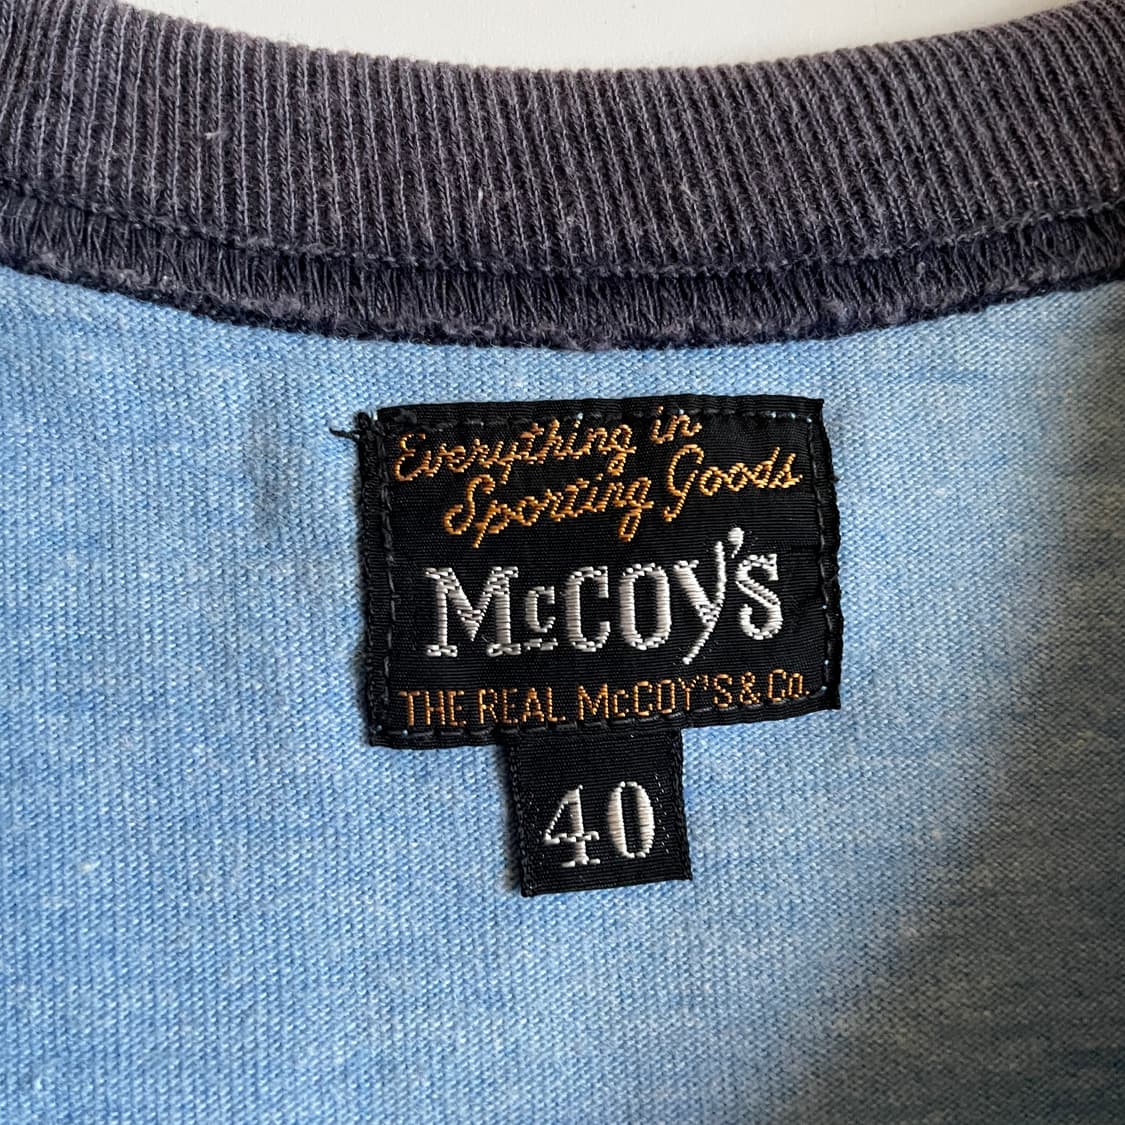 Everything in
Sporting Goods
McCOY'S
THE REAL McCOY'S & Co.
40